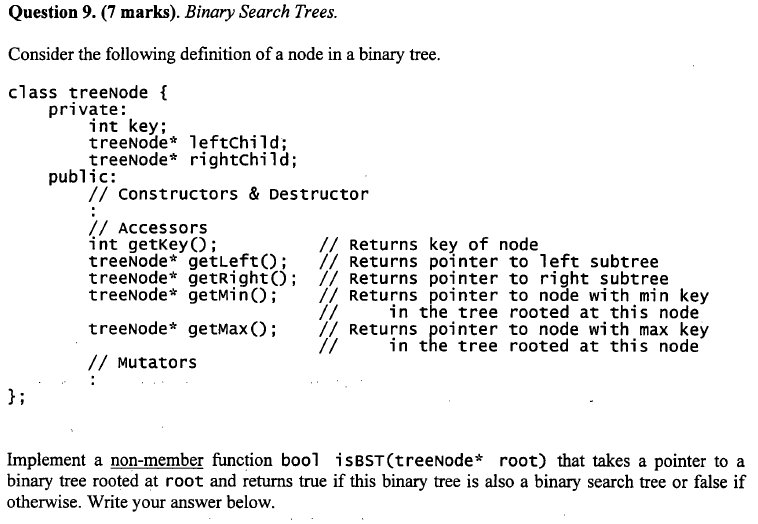 Question 9. (7 marks). Binary Search Trees.
Consider the following definition of a node in a binary tree.
class treeNode {
private:
int key;
treeNode* leftChild;
treeNode* rightChild;
public:
// Constructors & Destructor
:
// Accessors
int getKey(); // Returns key of node
treeNode* getLeft(); // Returns pointer to left subtree
treeNode* getRight(); // Returns pointer to right subtree
treeNode* getMin(); // Returns pointer to node with min key
// in the tree rooted at this node
treeNode* getMax(); // Returns pointer to node with max key
// in the tree rooted at this node
// Mutators
:
};
Implement a non-member function bool isBST(treeNode* root) that takes a pointer to a
binary tree rooted at root and returns true if this binary tree is also a binary search tree or false if
otherwise. Write your answer below.